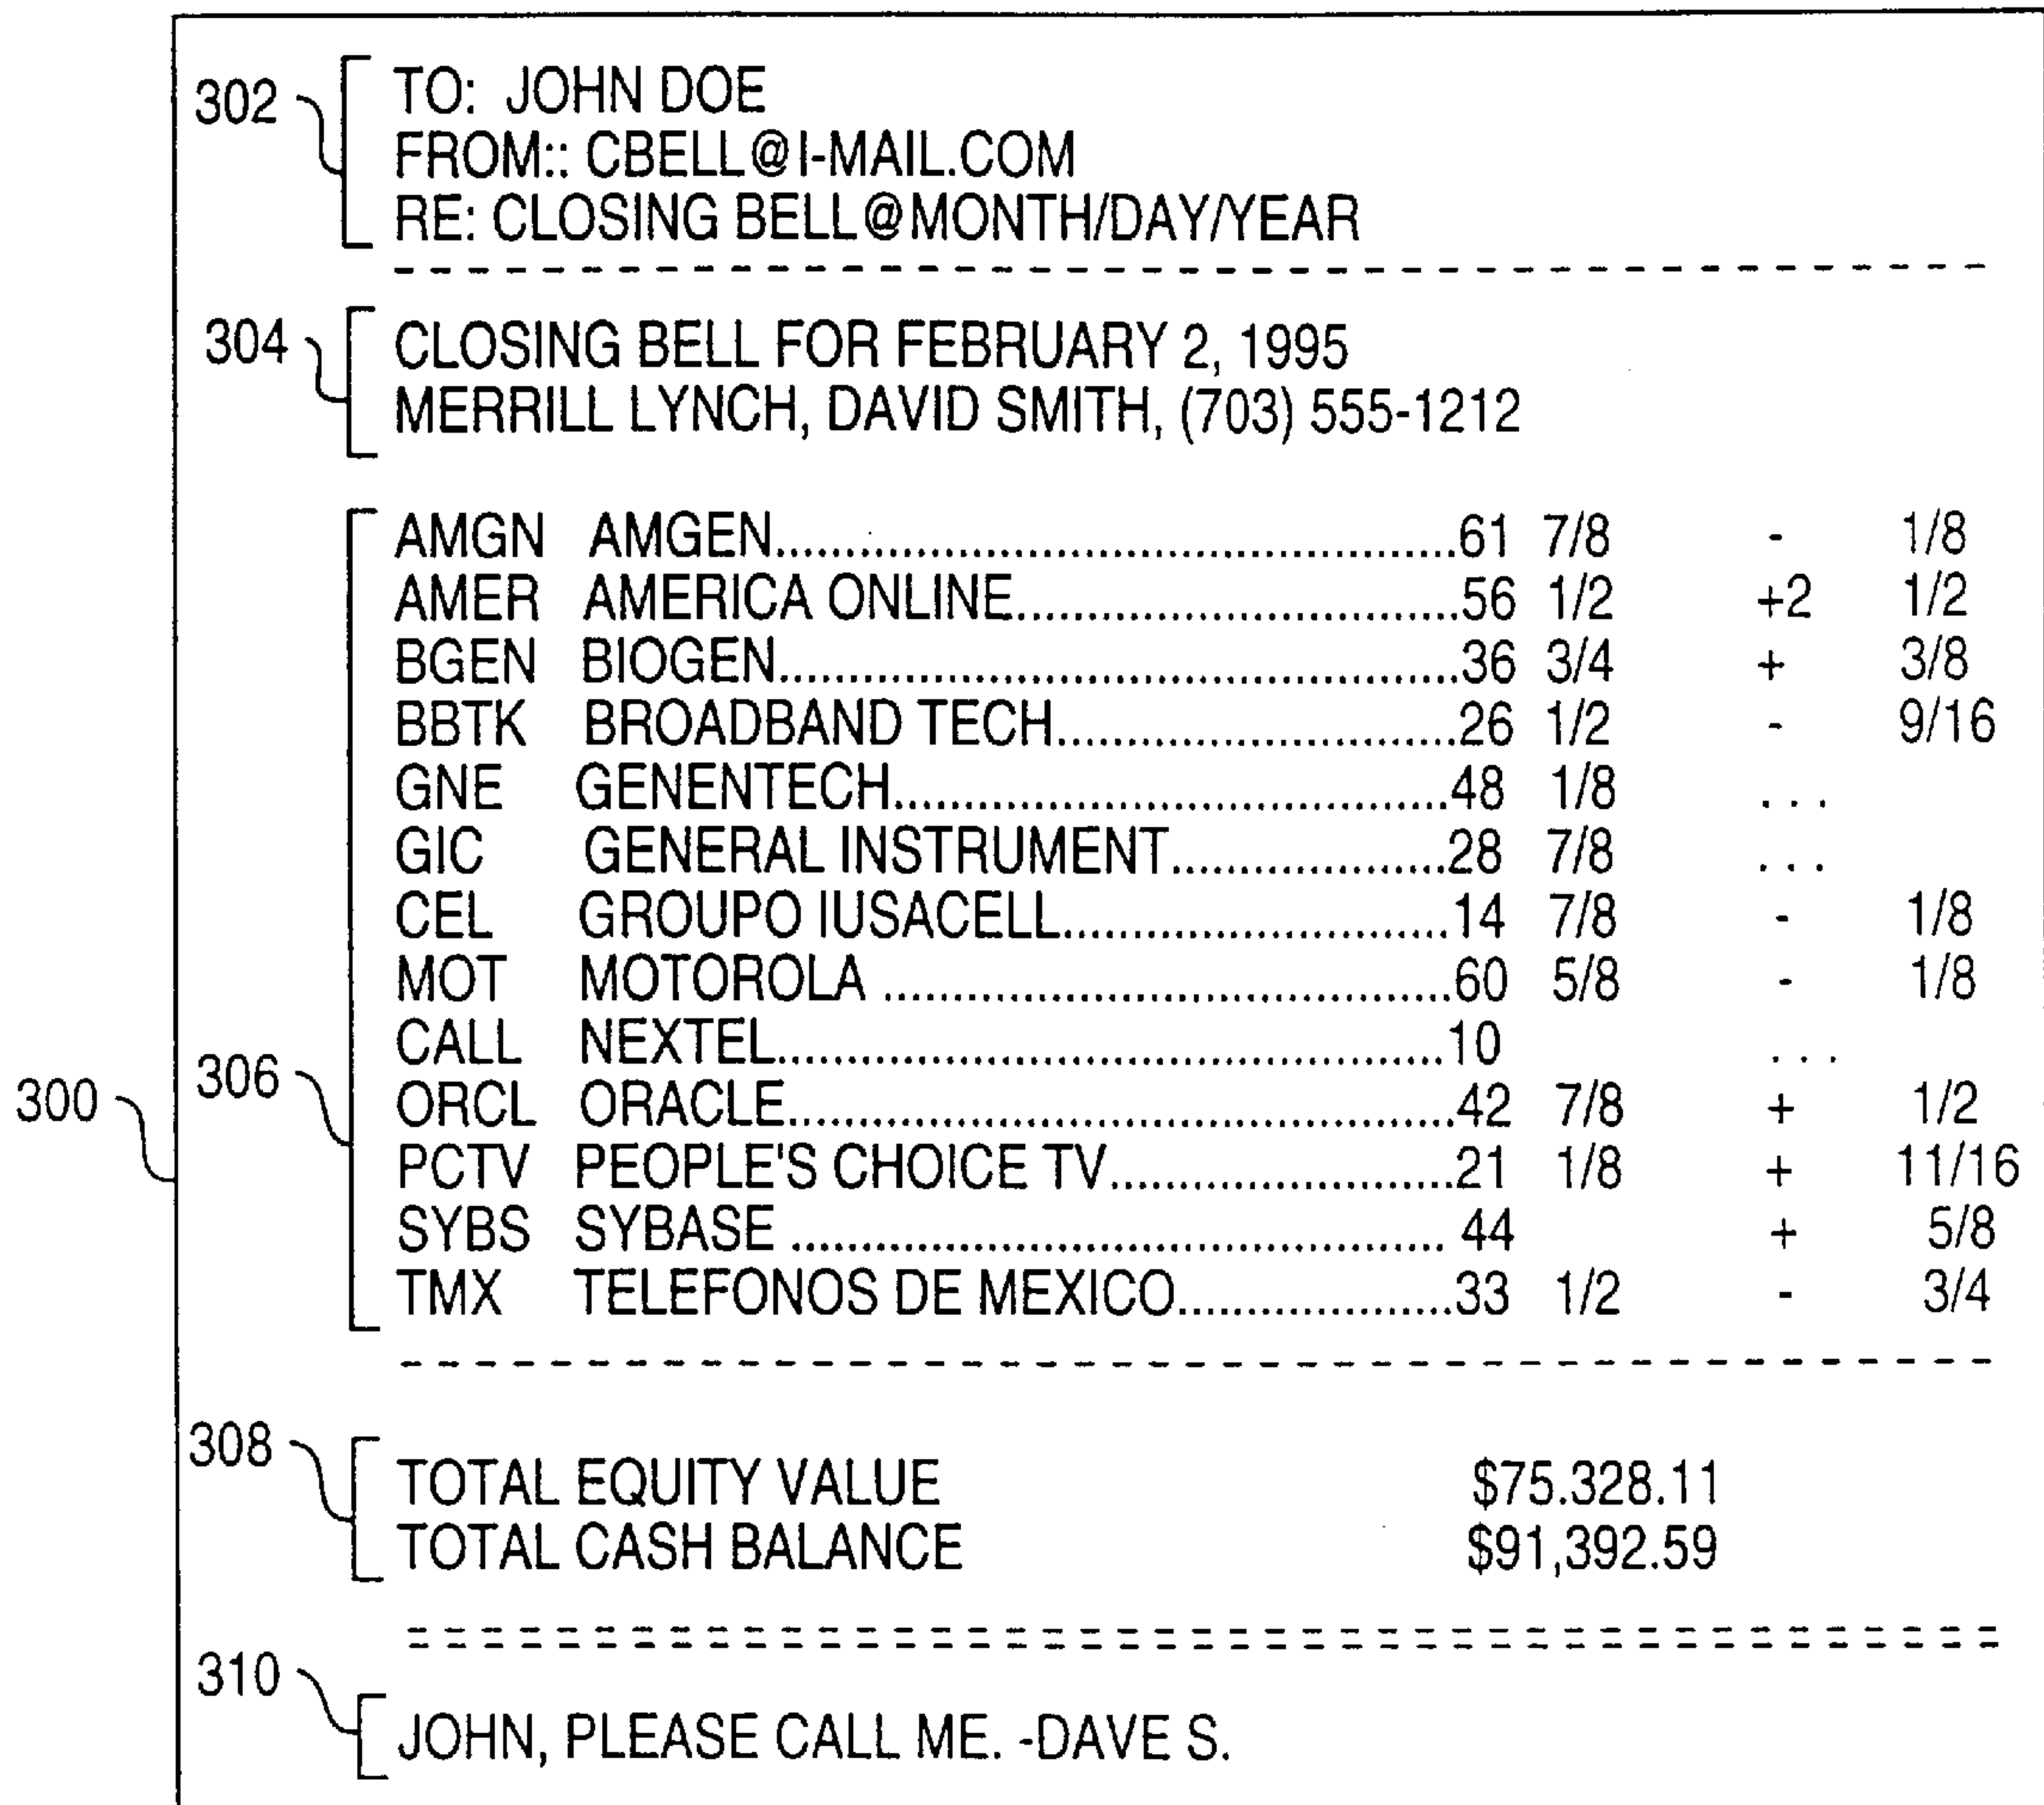 302 TO: JOHN DOE
FROM:: CBELL@I-MAIL.COM
RE: CLOSING BELL@MONTH/DAY/YEAR
304 CLOSING BELL FOR FEBRUARY 2, 1995
MERRILL LYNCH, DAVID SMITH, (703) 555-1212
AMGN AMGEN................................................61 7/8 - 1/8
AMER AMERICA ONLINE................................56 1/2 +2 1/2
BGEN BIOGEN................................................36 3/4 + 3/8
BBTK BROADBAND TECH............................26 1/2 - 9/16
GNE GENENTECH........................................48 1/8 ...
GIC GENERAL INSTRUMENT....................28 7/8 ...
CEL GROUPO IUSACELL............................14 7/8 - 1/8
MOT MOTOROLA ........................................60 5/8 - 1/8
CALL NEXTEL................................................10 ...
300 306 ORCL ORACLE................................................42 7/8 + 1/2
PCTV PEOPLE'S CHOICE TV.........................21 1/8 + 11/16
SYBS SYBASE ............................................... 44 + 5/8
TMX TELEFONOS DE MEXICO....................33 1/2 - 3/4
308 TOTAL EQUITY VALUE $75.328.11
TOTAL CASH BALANCE $91,392.59
310 JOHN, PLEASE CALL ME. -DAVE S.